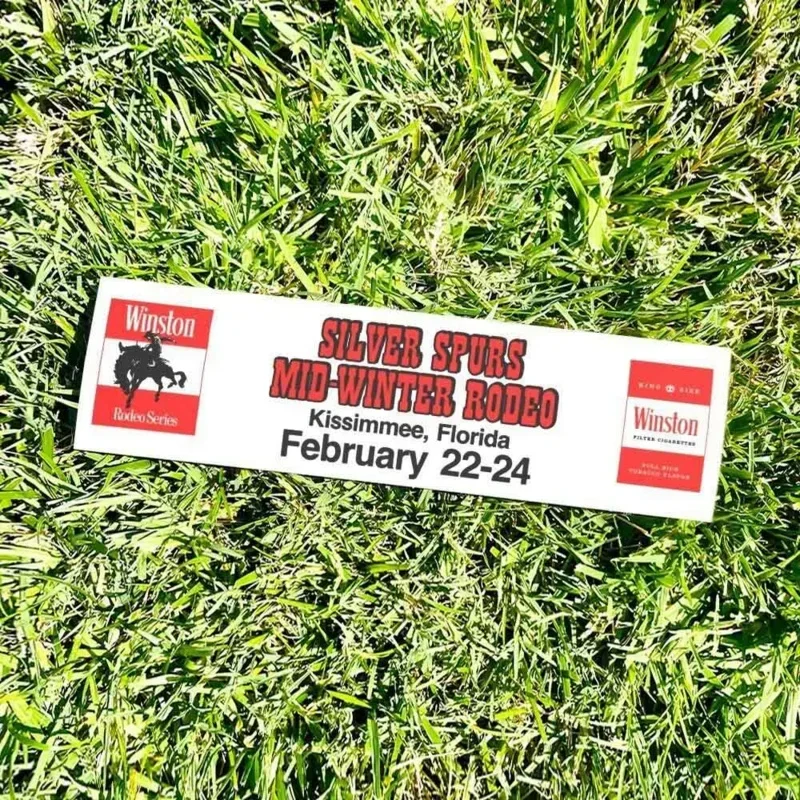 Winston
Rodeo Series
SILVER SPURS
MID-WINTER RODEO
Kissimmee, Florida
February 22-24
KING SIZE
Winston
FILTER CIGARETTES
FULL RICH
TOBACCO FLAVOR